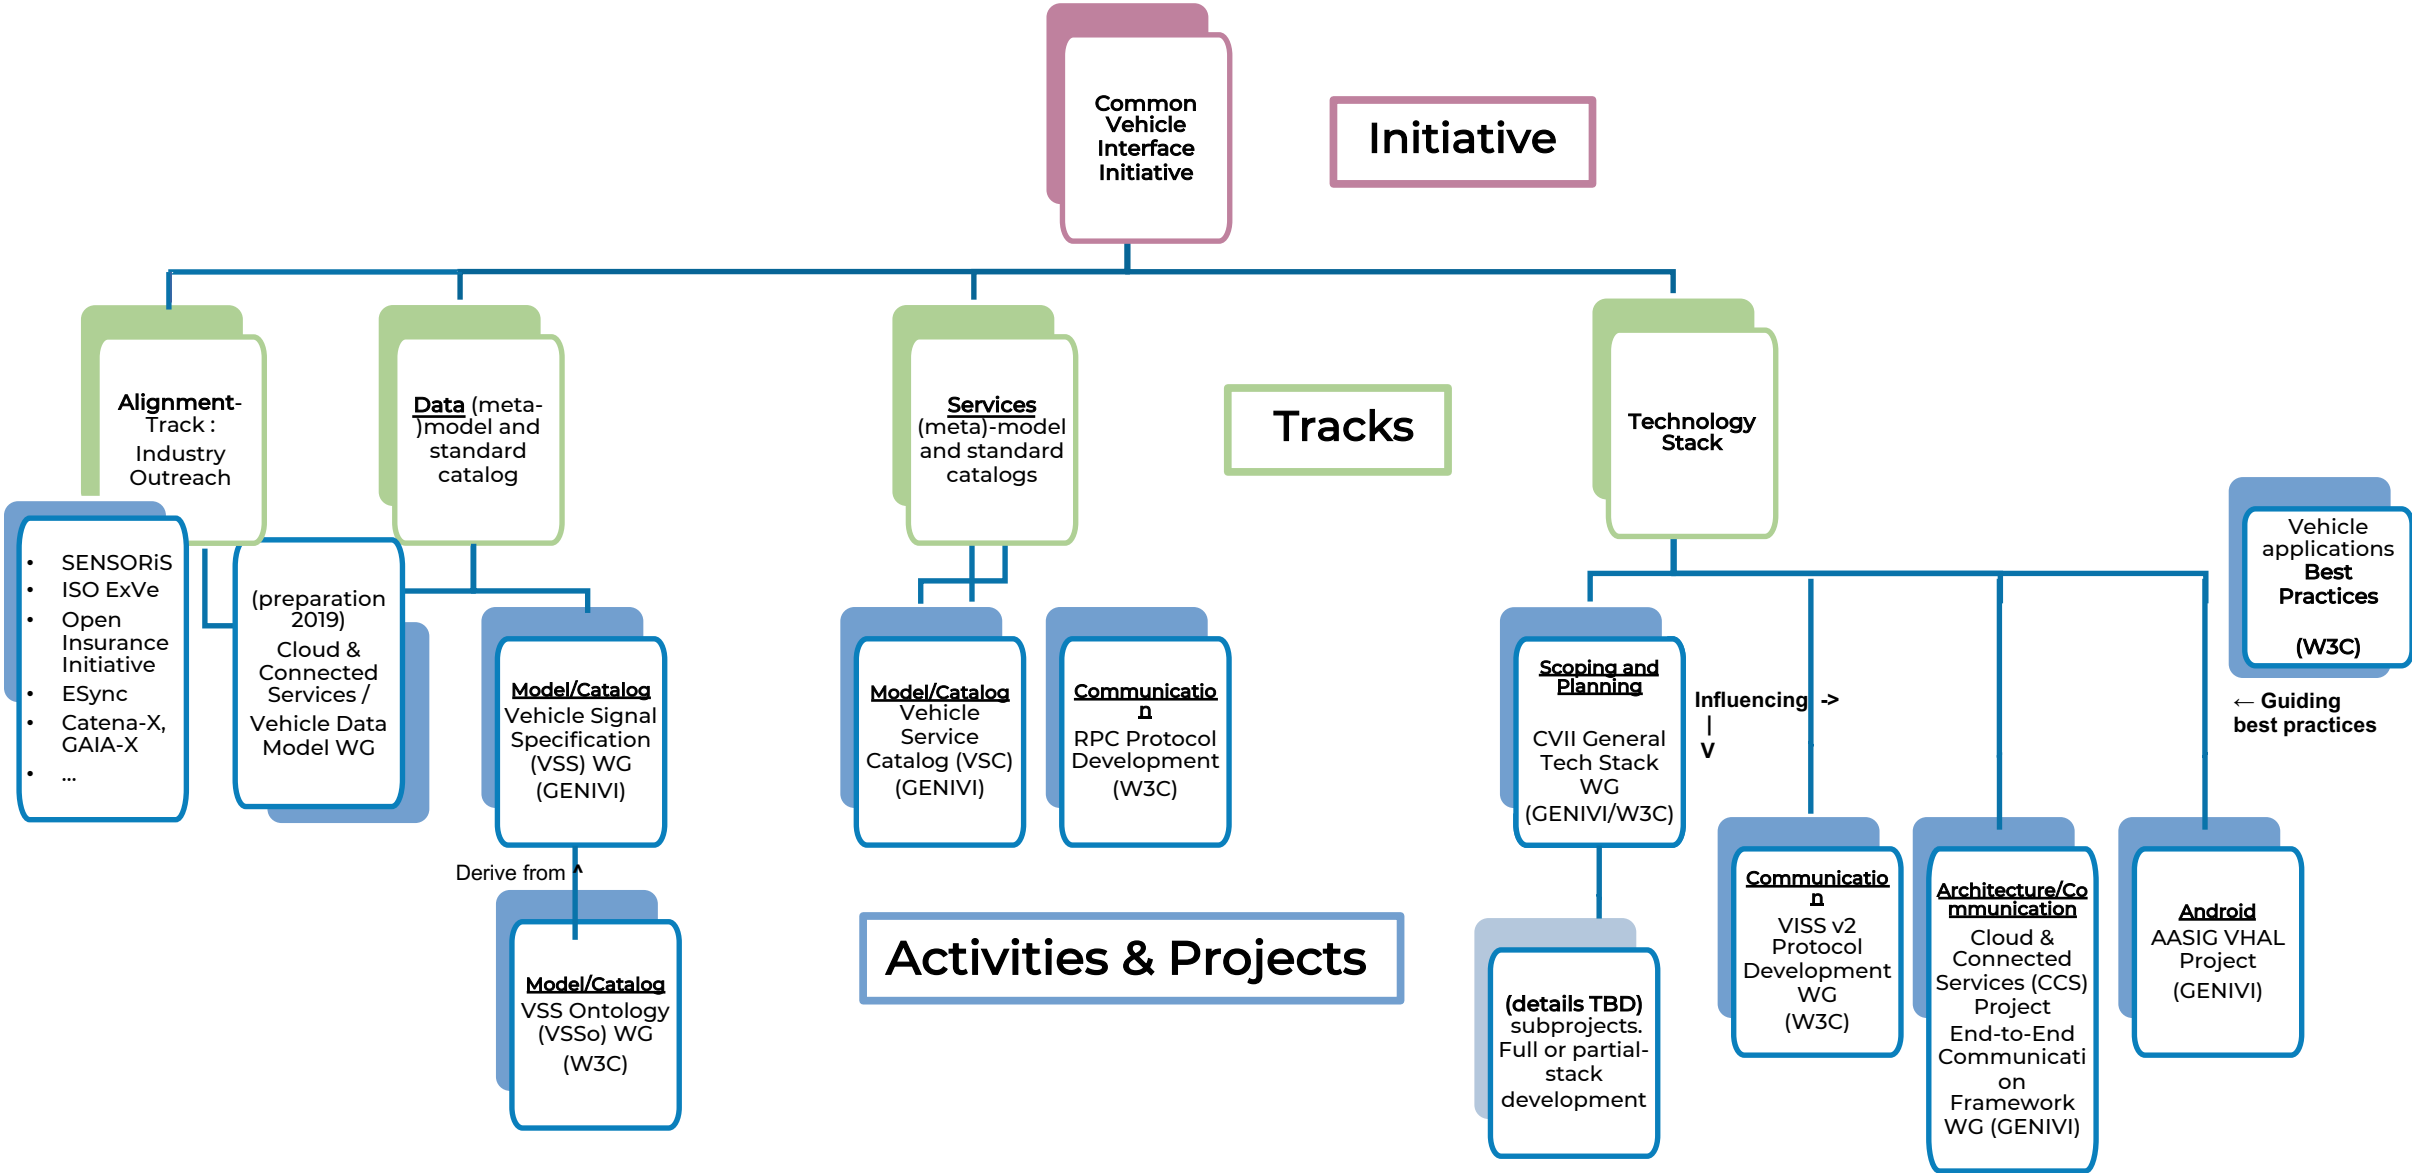 Common
Vehicle
Interface
Initiative
Initiative
Alignment-
Track :
Industry
Outreach
Data (meta-
)model and
standard
catalog
Services
(meta)-model
and standard
catalogs
Tracks
Technology
Stack
Vehicle
applications
Best
Practices
(W3C)
← Guiding
best practices
• SENSORiS
• ISO ExVe
• Open
Insurance
Initiative
• ESync
• Catena-X,
GAIA-X
• ...
(preparation
2019)
Cloud &
Connected
Services /
Vehicle Data
Model WG
Model/Catalog
Vehicle Signal
Specification
(VSS) WG
(GENIVI)
Derive from ^
Model/Catalog
VSS Ontology
(VSSo) WG
(W3C)
Model/Catalog
Vehicle
Service
Catalog (VSC)
(GENIVI)
Communicatio
n
RPC Protocol
Development
(W3C)
Activities & Projects
Scoping and
Planning
CVII General
Tech Stack
WG
(GENIVI/W3C)
Influencing ->
|
V
(details TBD)
subprojects.
Full or partial-
stack
development
Communicatio
n
VISS v2
Protocol
Development
WG
(W3C)
Architecture/Co
mmunication
Cloud &
Connected
Services (CCS)
Project
End-to-End
Communicati
on
Framework
WG (GENIVI)
Android
AASIG VHAL
Project
(GENIVI)